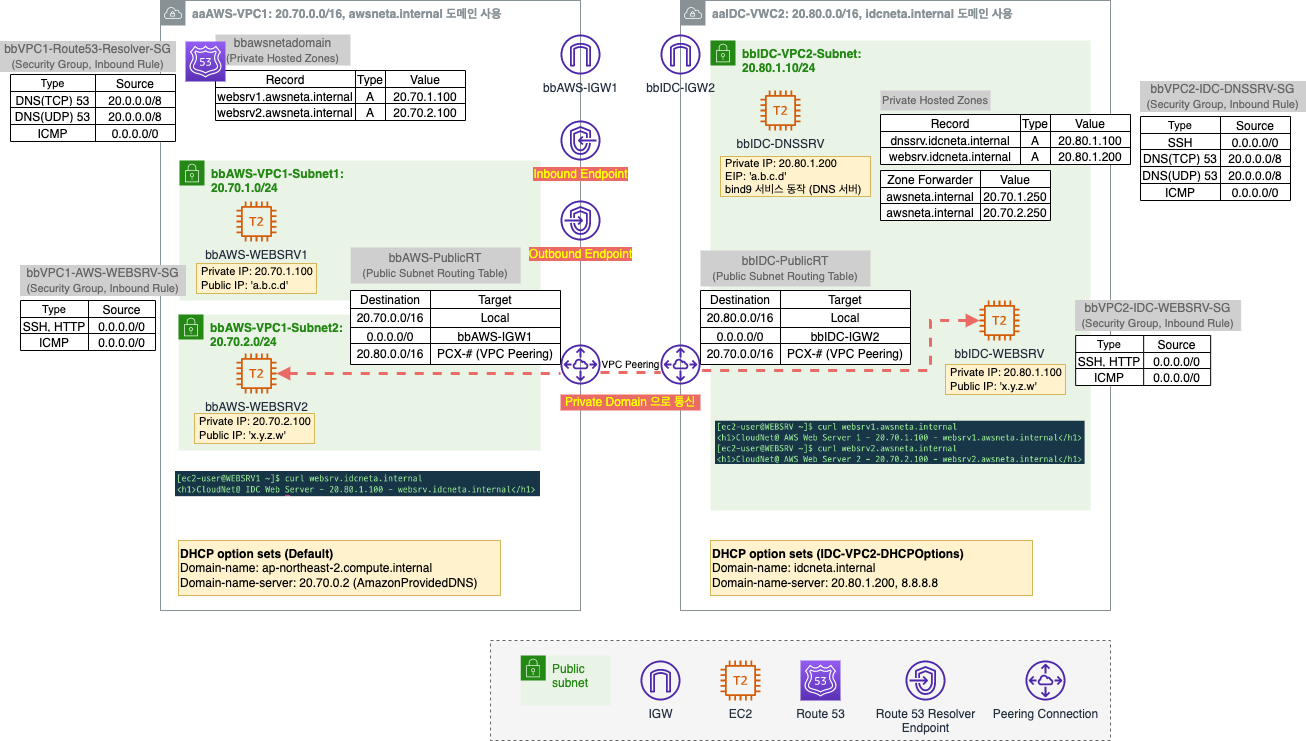 aaAWS-VPC1: 20.70.0.0/16, awsneta.internal 도메인 사용
bbVPC1-Route53-Resolver-SG
(Security Group, Inbound Rule)
Type Source
DNS(TCP) 53 20.0.0.0/8
DNS(UDP) 53 20.0.0.0/8
ICMP 0.0.0.0/0
53
bbawsnetadomain
(Private Hosted Zones)
Record Type Value
websrv1.awsneta.internal A 20.70.1.100
websrv2.awsneta.internal A 20.70.2.100
bbAWS-IGW1
Inbound Endpoint
Outbound Endpoint
bbAWS-VPC1-Subnet1:
20.70.1.0/24
T2
bbAWS-WEBSRV1
Private IP: 20.70.1.100
Public IP: 'a.b.c.d'
bbVPC1-AWS-WEBSRV-SG
(Security Group, Inbound Rule)
Type Source
SSH, HTTP 0.0.0.0/0
ICMP 0.0.0.0/0
bbAWS-PublicRT
(Public Subnet Routing Table)
Destination Target
20.70.0.0/16 Local
0.0.0.0/0 bbAWS-IGW1
20.80.0.0/16 PCX-# (VPC Peering)
bbAWS-VPC1-Subnet2:
20.70.2.0/24
T2
bbAWS-WEBSRV2
Private IP: 20.70.2.100
Public IP: 'x.y.z.w'
VPC Peering
Private Domain 으로 통신
[ec2-user@WEBSRV1 ~]$ curl websrv.idcneta.internal
<h1>CloudNet@ IDC Web Server - 20.80.1.100 - websrv.idcneta.internal</h1>
DHCP option sets (Default)
Domain-name: ap-northeast-2.compute.internal
Domain-name-server: 20.70.0.2 (AmazonProvidedDNS)
aaIDC-VWC2: 20.80.0.0/16, idcneta.internal 도메인 사용
bbIDC-IGW2
bbIDC-VPC2-Subnet:
20.80.1.10/24
T2
bbIDC-DNSSRV
Private IP: 20.80.1.200
EIP: 'a.b.c.d'
bind9 서비스 동작 (DNS 서버)
Private Hosted Zones
Record Type Value
dnssrv.idcneta.internal A 20.80.1.100
websrv.idcneta.internal A 20.80.1.200
Zone Forwarder Value
awsneta.internal 20.70.1.250
awsneta.internal 20.70.2.250
bbVPC2-IDC-DNSSRV-SG
(Security Group, Inbound Rule)
Type Source
SSH 0.0.0.0/0
DNS(TCP) 53 20.0.0.0/8
DNS(UDP) 53 20.0.0.0/8
ICMP 0.0.0.0/0
bbIDC-PublicRT
(Public Subnet Routing Table)
Destination Target
20.80.0.0/16 Local
0.0.0.0/0 bbIDC-IGW2
20.70.0.0/16 PCX-# (VPC Peering)
T2
bbIDC-WEBSRV
Private IP: 20.80.1.100
Public IP: 'x.y.z.w'
bbVPC2-IDC-WEBSRV-SG
(Security Group, Inbound Rule)
Type Source
SSH, HTTP 0.0.0.0/0
ICMP 0.0.0.0/0
[ec2-user@WEBSRV ~]$ curl websrv1.awsneta.internal
<h1>CloudNet@ AWS Web Server 1 - 20.70.1.100 - websrv1.awsneta.internal</h1>
[ec2-user@WEBSRV ~]$ curl websrv2.awsneta.internal
<h1>CloudNet@ AWS Web Server 2 - 20.70.2.100 - websrv2.awsneta.internal</h1>
DHCP option sets (IDC-VPC2-DHCPOptions)
Domain-name: idcneta.internal
Domain-name-server: 20.80.1.200, 8.8.8.8
Public
subnet
IGW
T2
EC2
53
Route 53
Route 53 Resolver
Endpoint
Peering Connection